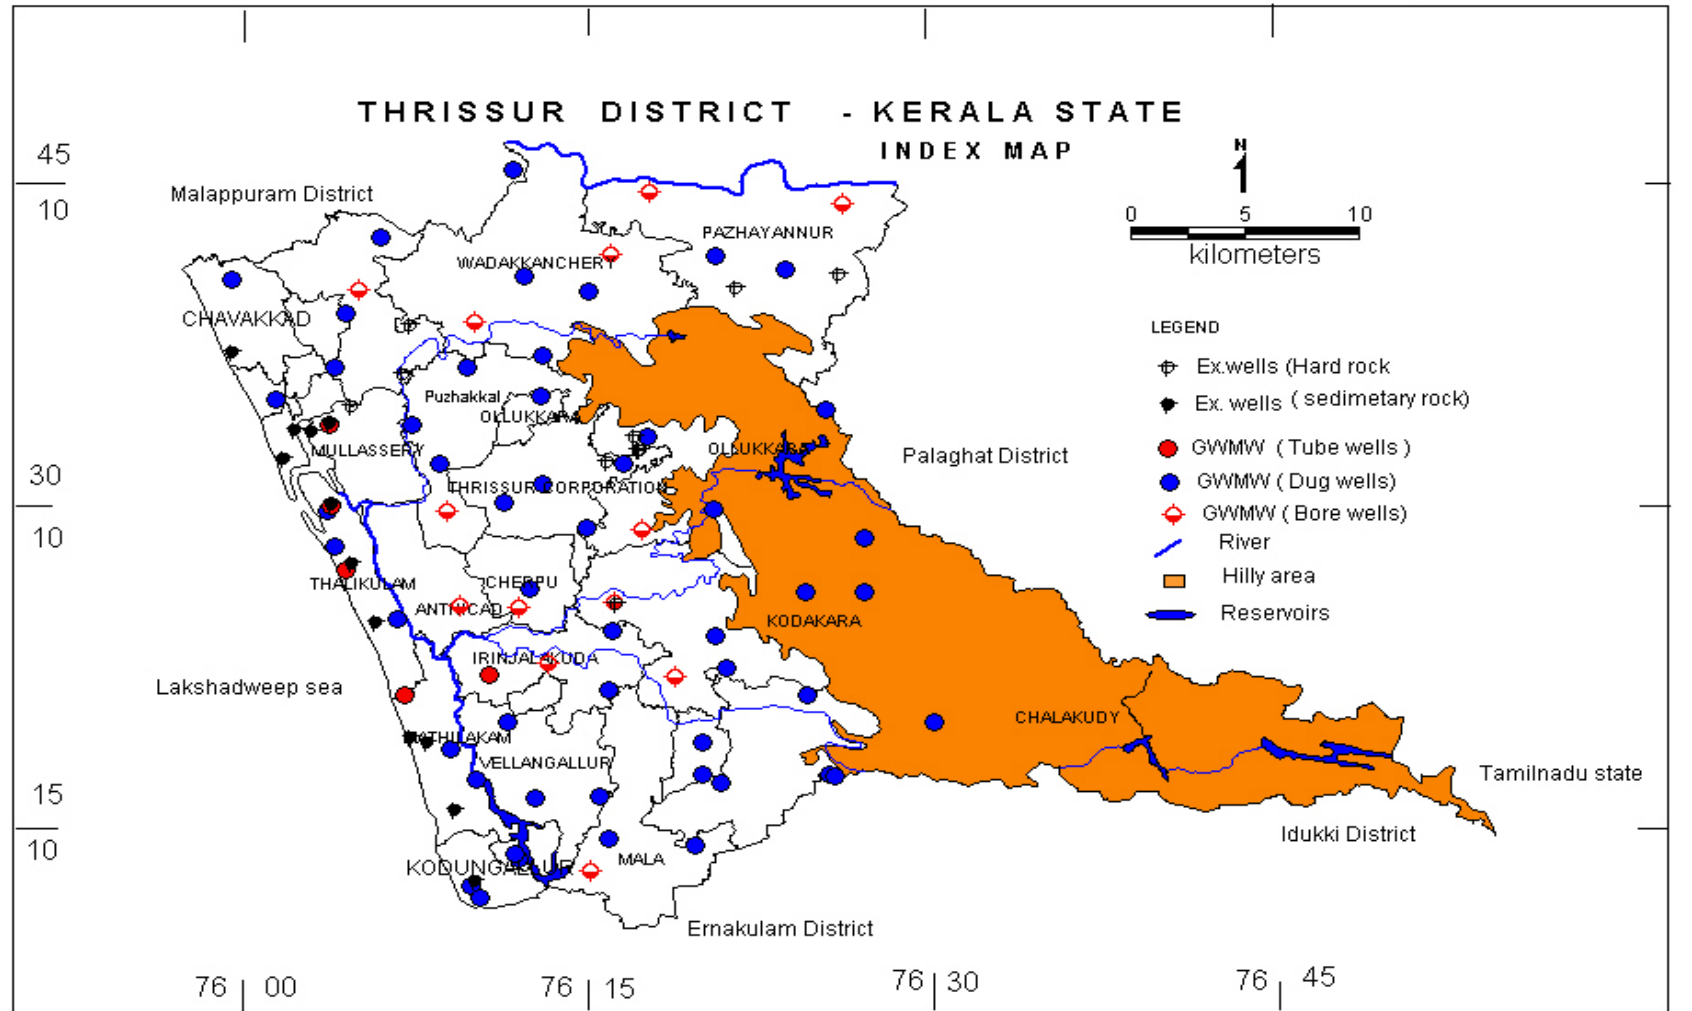 THRISSUR DISTRICT - KERALA STATE
INDEX MAP
N
45
10
Malappuram District
0 5 10
kilometers
PAZHAYANNUR
WADAKKANCHERY
CHAVAKKAD
LEGEND
Ex.wells (Hard rock
Ex. wells ( sedimetary rock)
GWMW ( Tube wells )
GWMW ( Dug wells)
GWMW ( Bore wells)
River
Hilly area
Reservoirs
Puzhakkal
OLLUKKARA
MULLASSERY
OLLUKKARA
Palaghat District
30
10
THRISSUR CORPORATION
THALIKULAM
CHERPU
ANTHICAD
KODAKARA
IRINJALAKUDA
Lakshadweep sea
CHALAKUDY
MATHILAKAM
VELLANGALLUR
Tamilnadu state
15
10
Idukki District
KODUNGALLUR
MALA
Ernakulam District
76 00
76 15
76 30
76 45